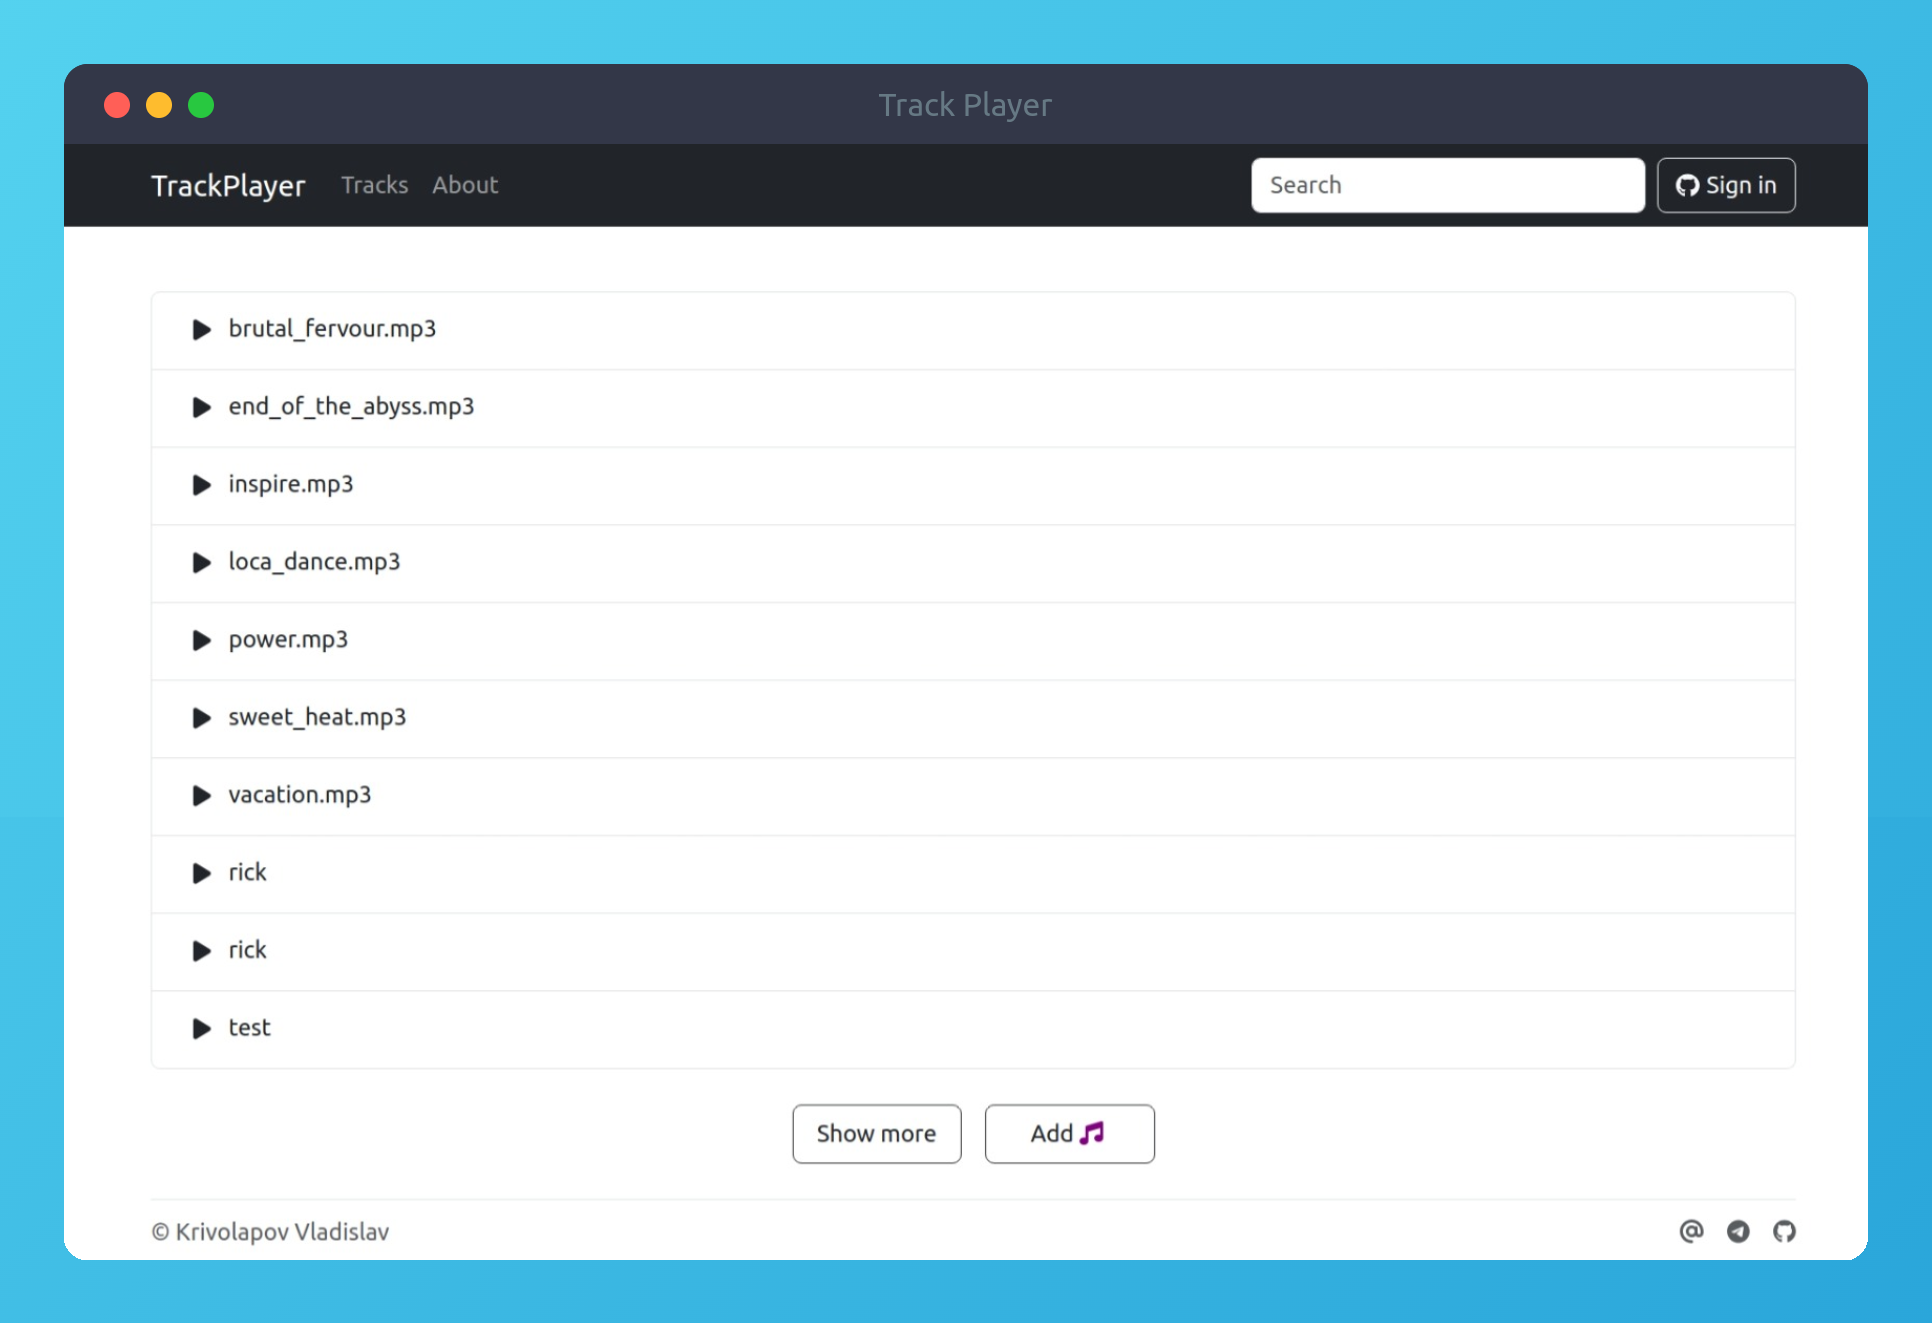 Track Player
TrackPlayer Tracks About Search Sign in
brutal_fervour.mp3
end_of_the_abyss.mp3
inspire.mp3
loca_dance.mp3
power.mp3
sweet_heat.mp3
vacation.mp3
rick
rick
test
Show more Add
© Krivolapov Vladislav